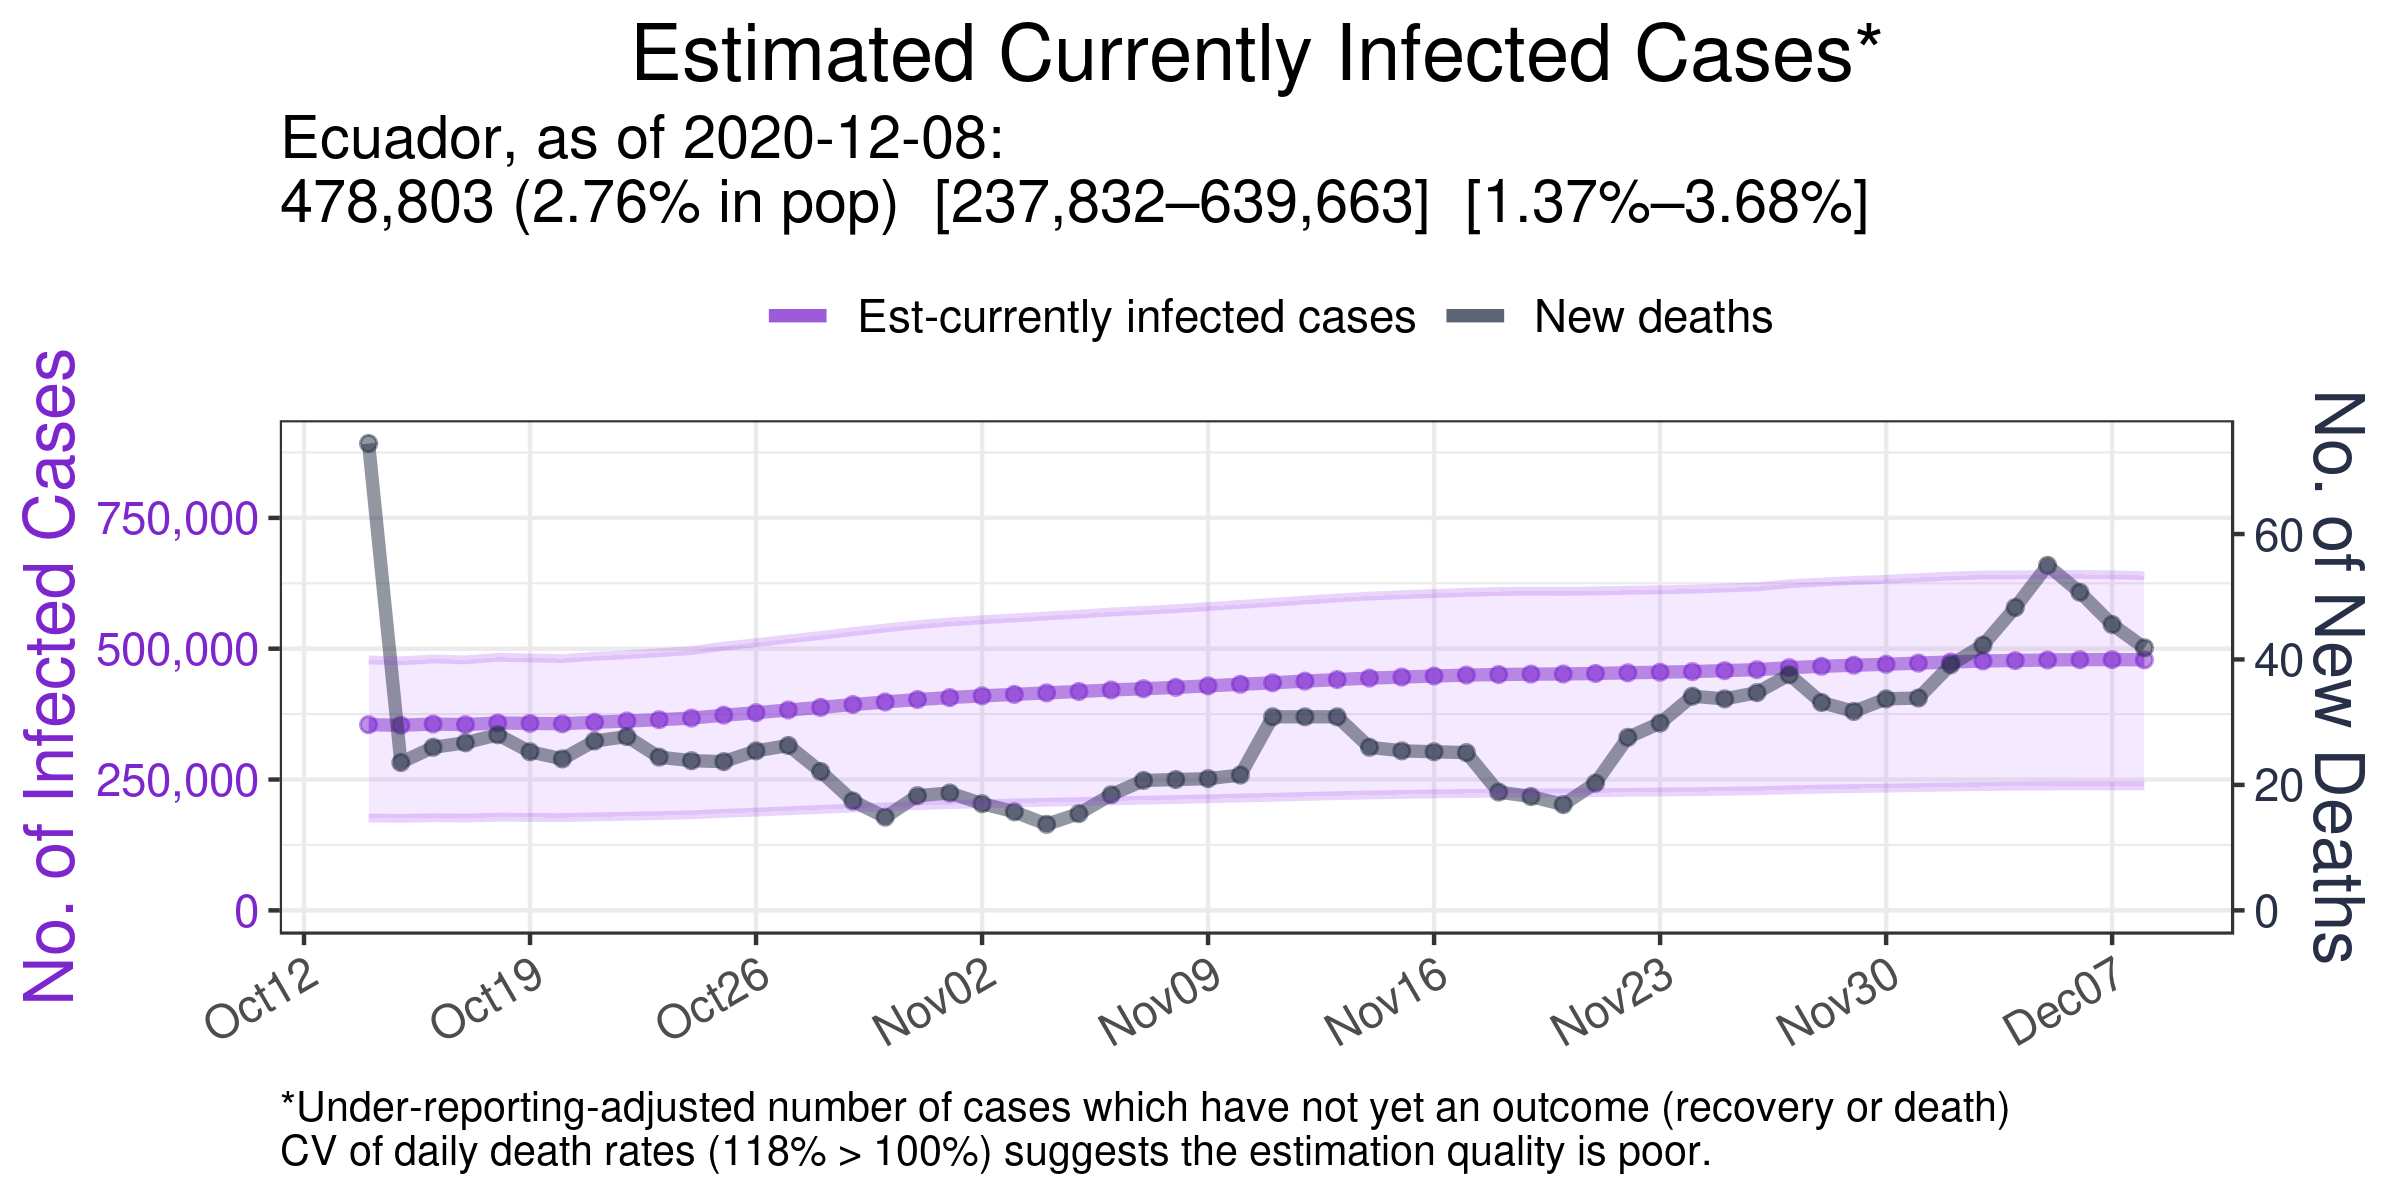 Estimated Currently Infected Cases*
Ecuador, as of 2020-12-08:
478,803 (2.76% in pop)  [237,832–639,663]  [1.37%–3.68%]
Est-currently infected cases
New deaths
No. of Infected Cases
750,000
500,000
250,000
0
No. of New Deaths
60
40
20
0
Oct12
Oct19
Oct26
Nov02
Nov09
Nov16
Nov23
Nov30
Dec07
*Under-reporting-adjusted number of cases which have not yet an outcome (recovery or death)
CV of daily death rates (118% > 100%) suggests the estimation quality is poor.